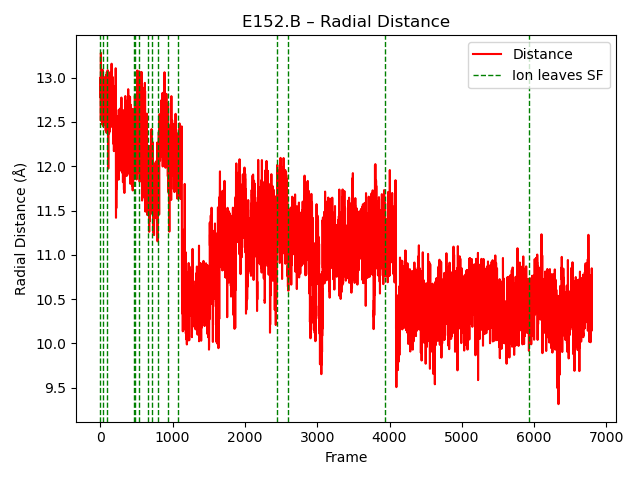 E152.B – Radial Distance
Distance
Ion leaves SF
Radial Distance (Å)
13.0
12.5
12.0
11.5
11.0
10.5
10.0
9.5
0 1000 2000 3000 4000 5000 6000 7000
Frame